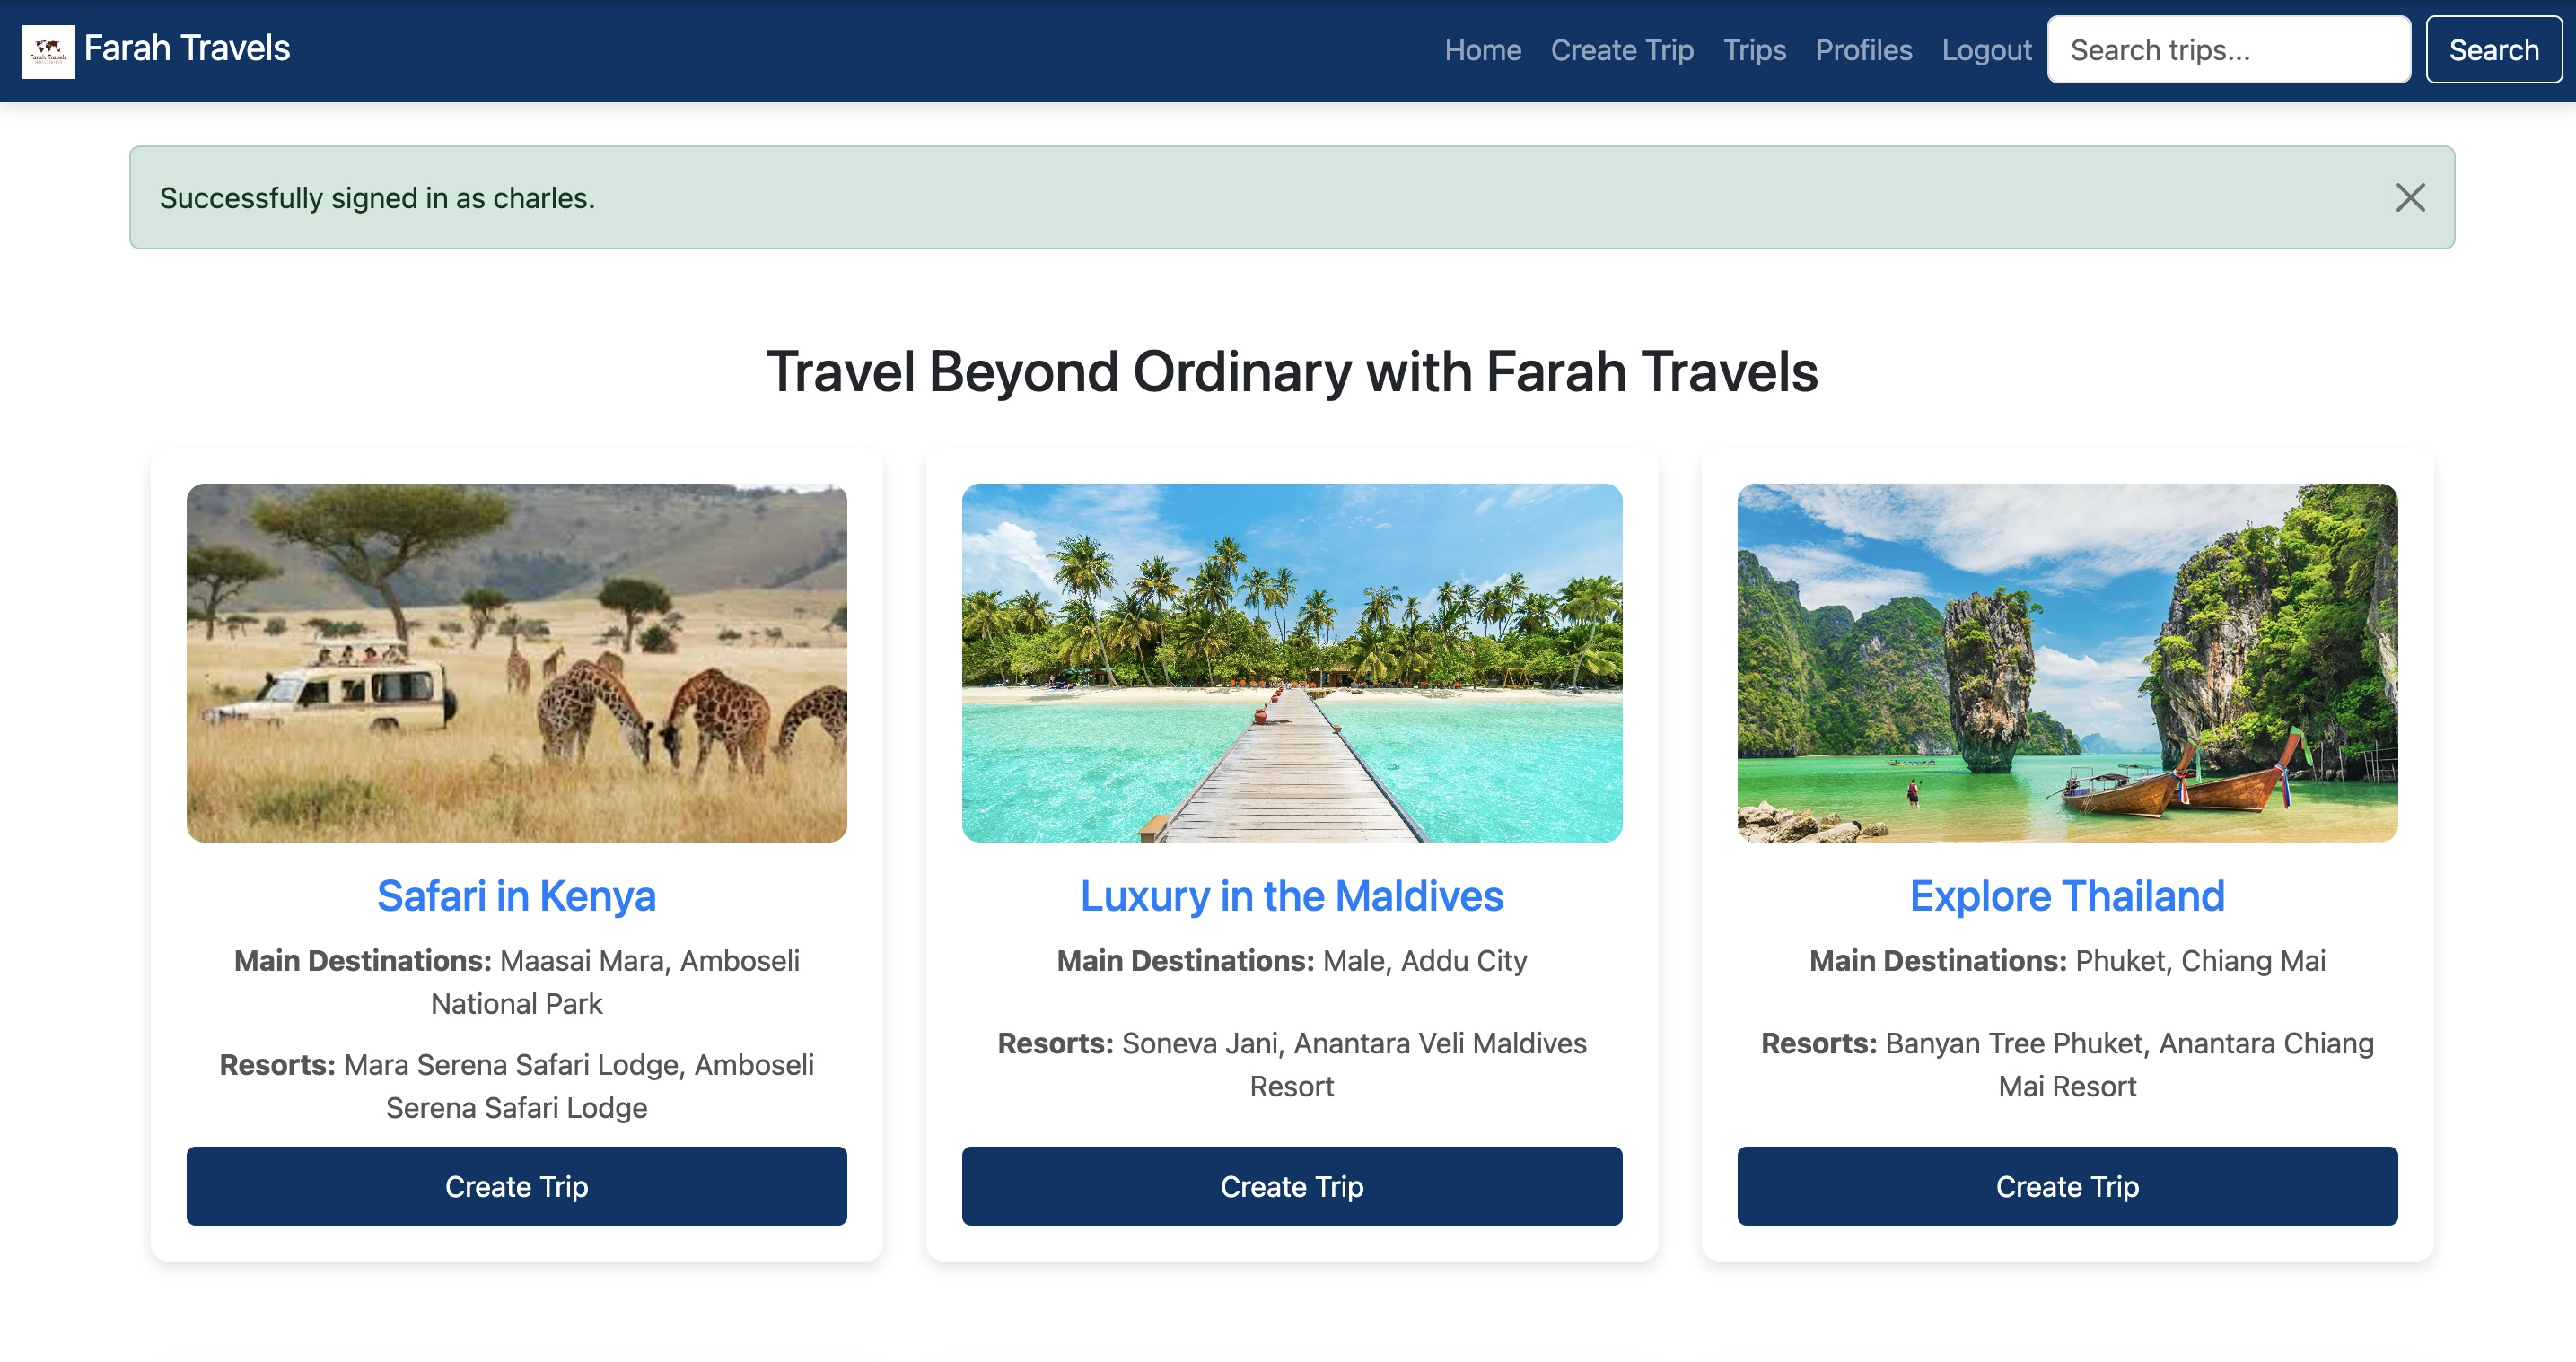 Farah Travels
Farah Travels
Home
Create Trip
Trips
Profiles
Logout
Search trips...
Search
Successfully signed in as charles.
Travel Beyond Ordinary with Farah Travels
Safari in Kenya
Main Destinations: Maasai Mara, Amboseli
National Park
Resorts: Mara Serena Safari Lodge, Amboseli
Serena Safari Lodge
Create Trip
Luxury in the Maldives
Main Destinations: Male, Addu City
Resorts: Soneva Jani, Anantara Veli Maldives
Resort
Create Trip
Explore Thailand
Main Destinations: Phuket, Chiang Mai
Resorts: Banyan Tree Phuket, Anantara Chiang
Mai Resort
Create Trip